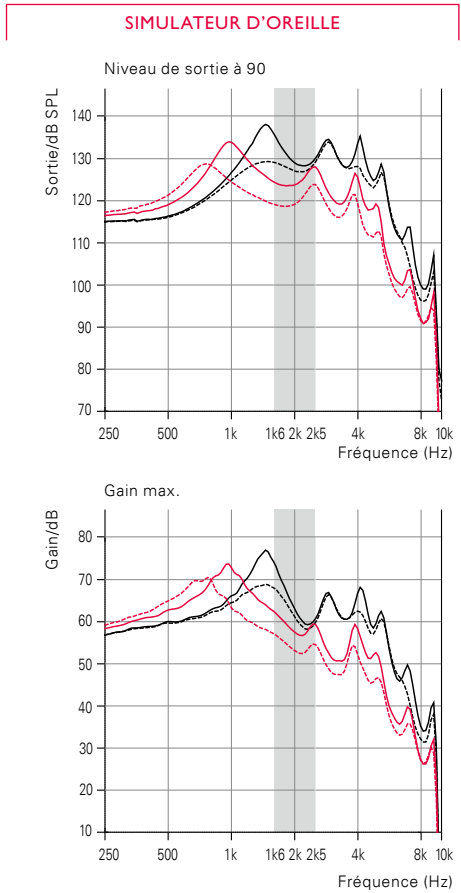 SIMULATEUR D’OREILLE
Niveau de sortie à 90
Sortie/dB SPL
140
130
120
110
100
90
80
70
250 500 1k 1k6 2k 2k5 4k 8k 10k
Fréquence (Hz)
Gain max.
Gain/dB
80
70
60
50
40
30
20
10
250 500 1k 1k6 2k 2k5 4k 8k 10k
Fréquence (Hz)